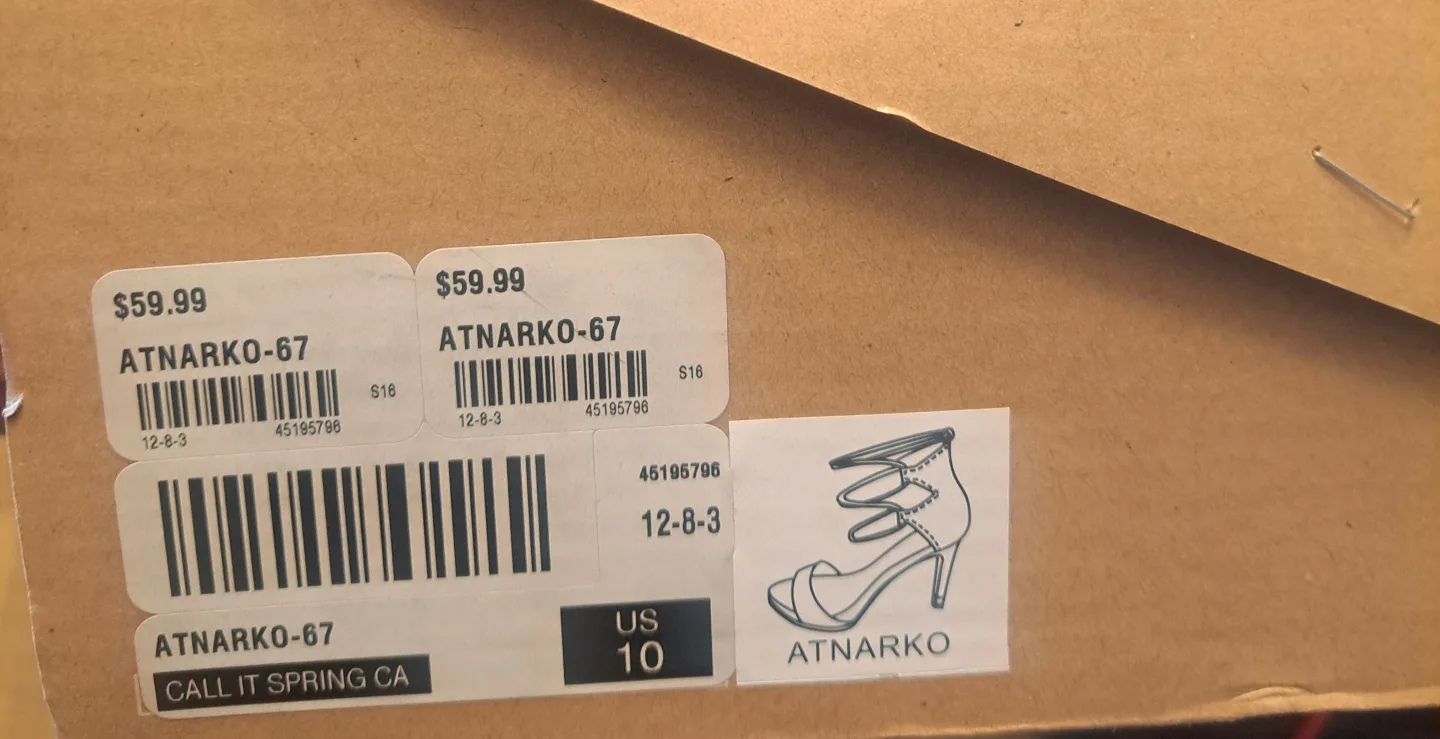 $59.99
ATNARKO-67
S16
12-8-3
45195796
$59.99
ATNARKO-67
S16
12-8-3
45195796
45195796
12-8-3
ATNARKO-67
CALL IT SPRING CA
US
10
ATNARKO